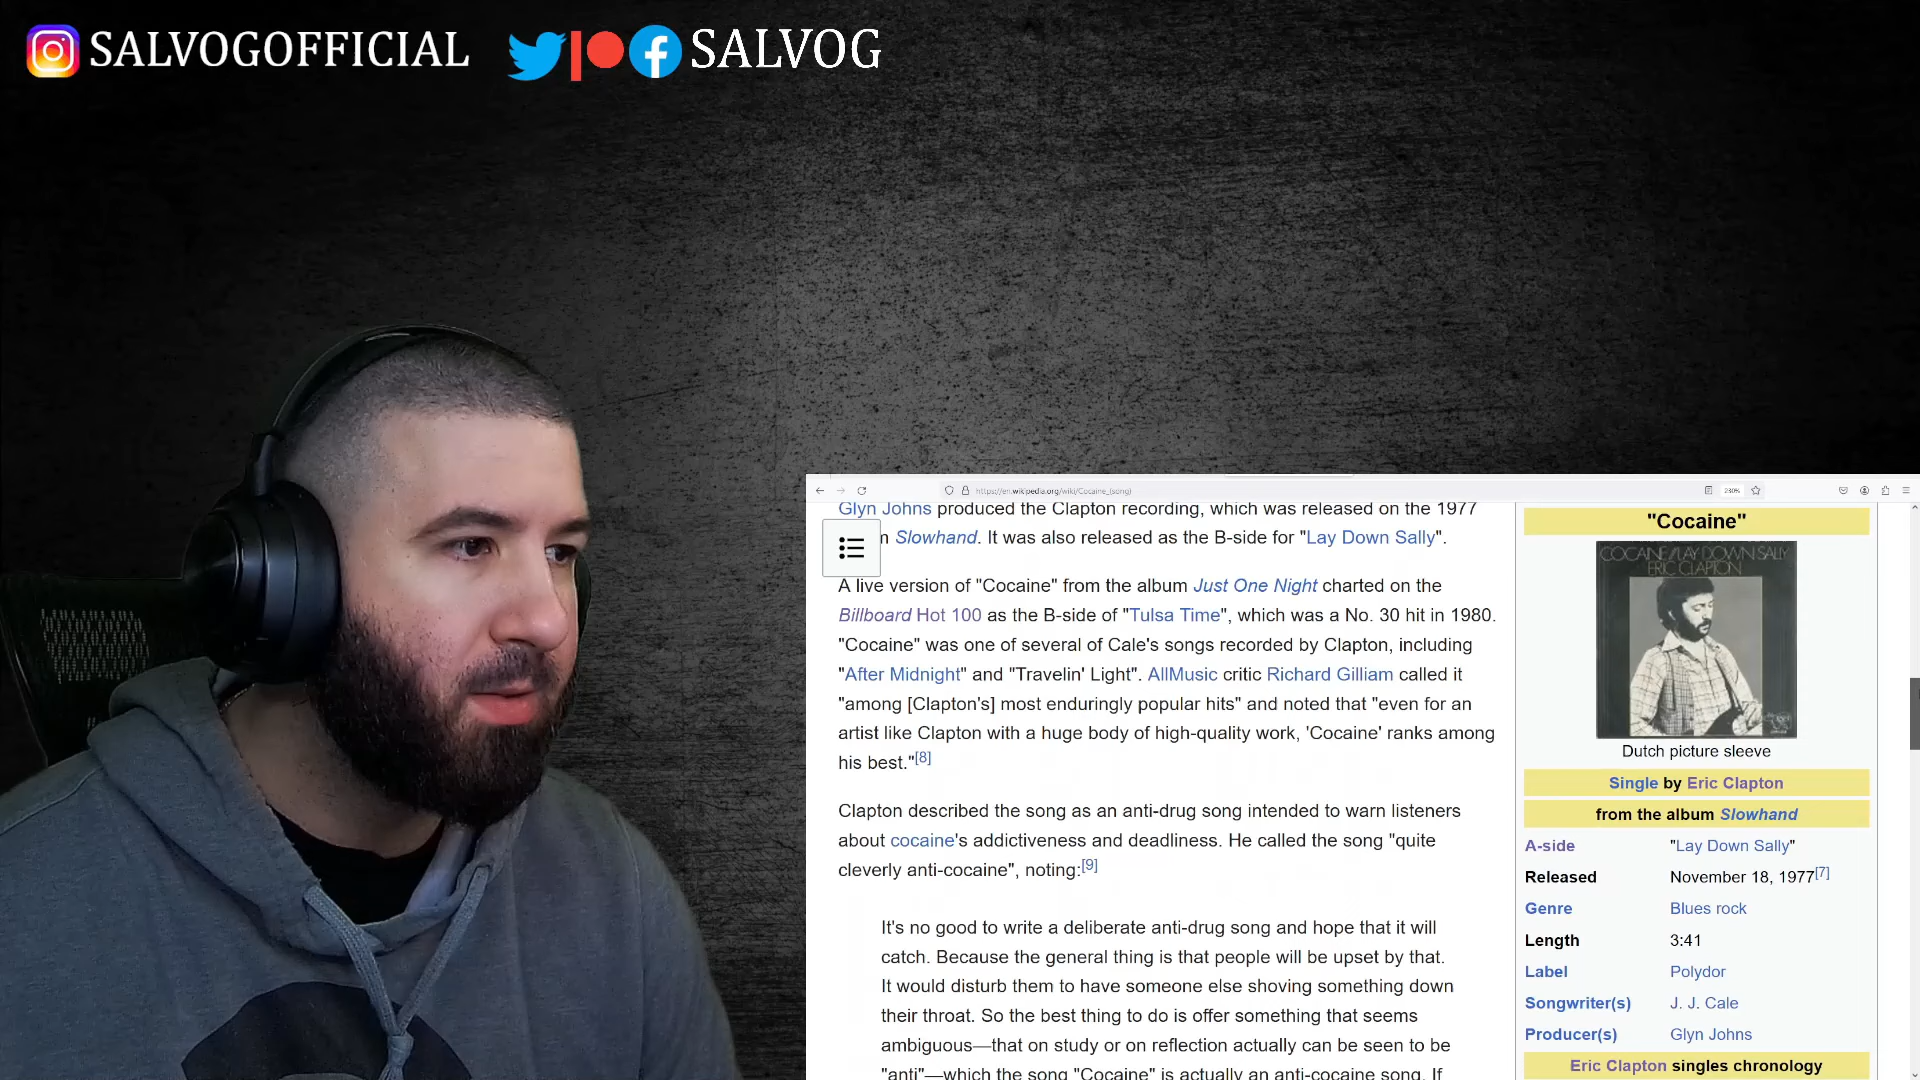 SALVOGOFFICIAL SALVOG
https://en.wikipedia.org/wiki/Cocaine_(song) 230%
Glyn Johns produced the Clapton recording, which was released on the 1977
Slowhand. It was also released as the B-side for "Lay Down Sally".
A live version of "Cocaine" from the album Just One Night charted on the
Billboard Hot 100 as the B-side of "Tulsa Time", which was a No. 30 hit in 1980.
"Cocaine" was one of several of Cale's songs recorded by Clapton, including
"After Midnight" and "Travelin' Light". AllMusic critic Richard Gilliam called it
"among [Clapton's] most enduringly popular hits" and noted that "even for an
artist like Clapton with a huge body of high-quality work, 'Cocaine' ranks among
his best."[8]
Clapton described the song as an anti-drug song intended to warn listeners
about cocaine's addictiveness and deadliness. He called the song "quite
cleverly anti-cocaine", noting:[9]
It's no good to write a deliberate anti-drug song and hope that it will
catch. Because the general thing is that people will be upset by that.
It would disturb them to have someone else shoving something down
their throat. So the best thing to do is offer something that seems
ambiguous—that on study or on reflection actually can be seen to be
"anti"—which the song "Cocaine" is actually an anti-cocaine song. If
"Cocaine"
COCAINE/LAY DOWN SALLY
ERIC CLAPTON
Dutch picture sleeve
Single by Eric Clapton
from the album Slowhand
A-side "Lay Down Sally"
Released November 18, 1977[7]
Genre Blues rock
Length 3:41
Label Polydor
Songwriter(s) J. J. Cale
Producer(s) Glyn Johns
Eric Clapton singles chronology